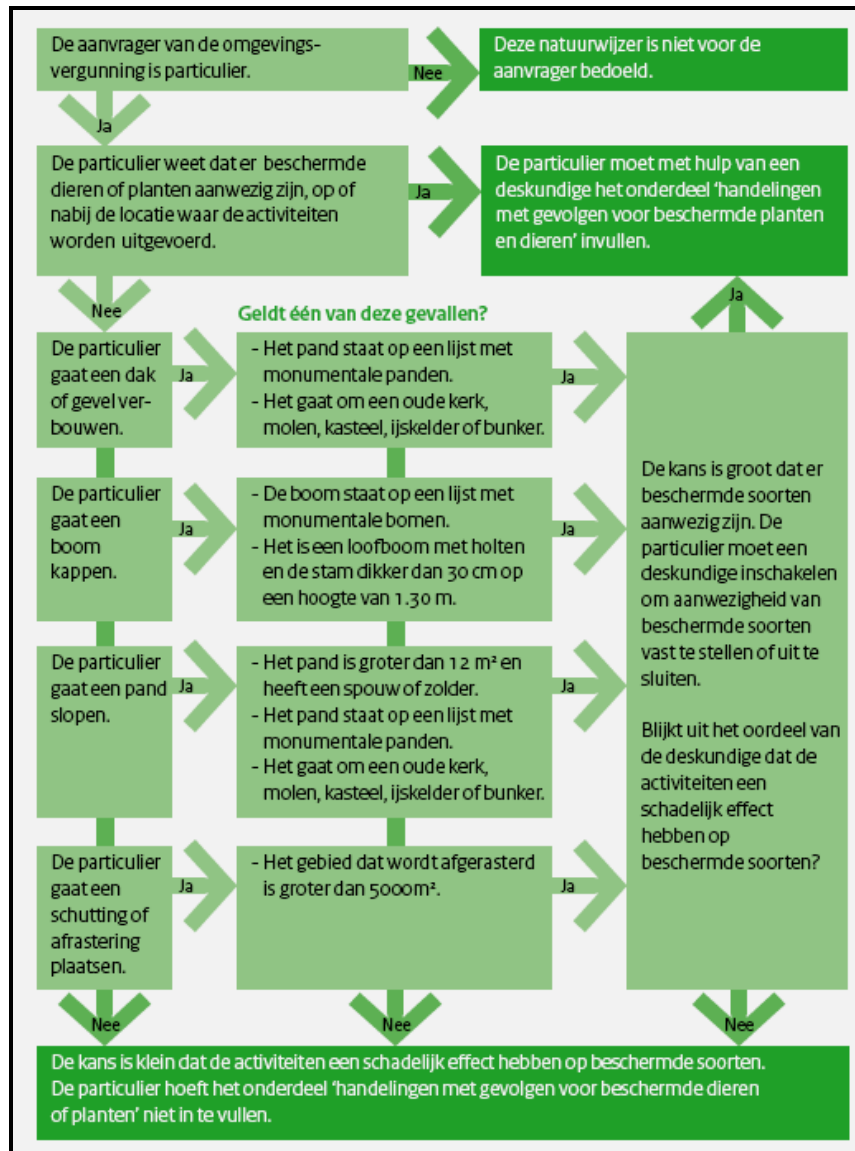 De aanvrager van de omgevings-
vergunning is particulier.
Nee
Deze natuurwijzer is niet voor de
aanvrager bedoeld.
Ja
De particulier weet dat er beschermde
dieren of planten aanwezig zijn, op of
nabij de locatie waar de activiteiten
worden uitgevoerd.
Ja
De particulier moet met hulp van een
deskundige het onderdeel ‘handelingen
met gevolgen voor beschermde planten
en dieren’ invullen.
Nee
Geldt één van deze gevallen?
Ja
De particulier
gaat een dak
of gevel ver-
bouwen.
Ja
- Het pand staat op een lijst met
monumentale panden.
- Het gaat om een oude kerk,
molen, kasteel, ijskelder of bunker.
Ja
De particulier
gaat een
boom
kappen.
Ja
- De boom staat op een lijst met
monumentale bomen.
- Het is een loofboom met holten
en de stam dikker dan 30 cm op
een hoogte van 1.30 m.
Ja
De particulier
gaat een pand
slopen.
Ja
- Het pand is groter dan 12 m² en
heeft een spouw of zolder.
- Het pand staat op een lijst met
monumentale panden.
- Het gaat om een oude kerk,
molen, kasteel, ijskelder of bunker.
Ja
De particulier
gaat een
schutting of
afrastering
plaatsen.
Ja
- Het gebied dat wordt afgerasterd
is groter dan 5000m².
Ja
De kans is groot dat er
beschermde soorten
aanwezig zijn. De
particulier moet een
deskundige inschakelen
om aanwezigheid van
beschermde soorten
vast te stellen of uit te
sluiten.
Blijkt uit het oordeel van
de deskundige dat de
activiteiten een
schadelijk effect
hebben op
beschermde soorten?
Nee
Nee
Nee
De kans is klein dat de activiteiten een schadelijk effect hebben op beschermde soorten.
De particulier hoeft het onderdeel ‘handelingen met gevolgen voor beschermde dieren
of planten’ niet in te vullen.